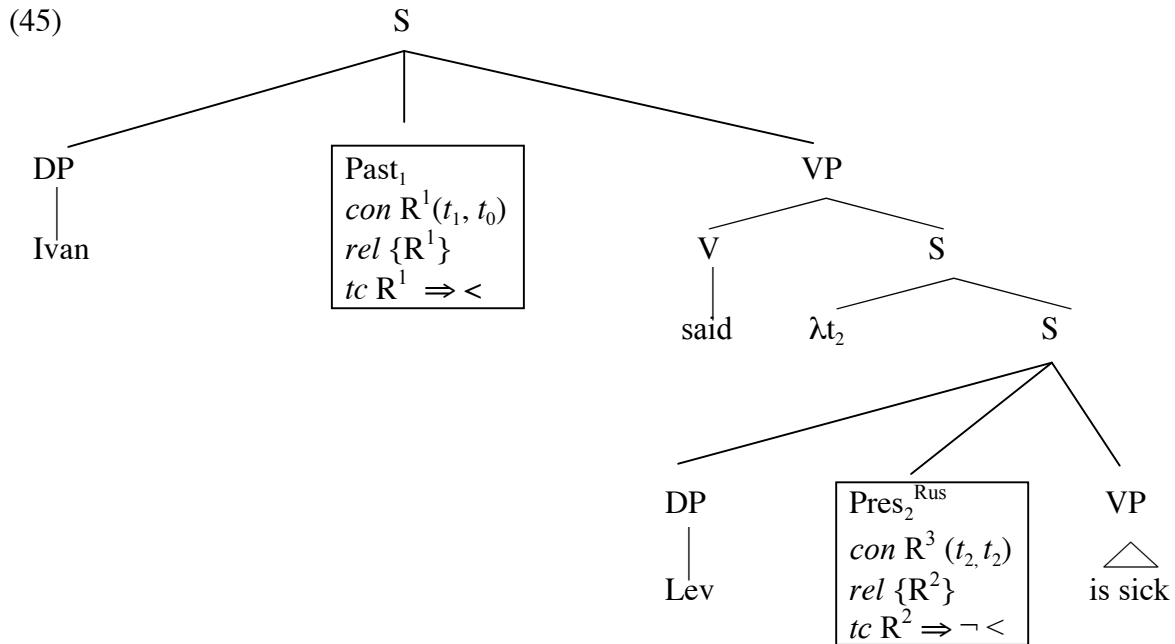 (45) S
DP
Ivan
Past₁
con R¹(t₁, t₀)
rel {R¹}
tc R¹ ⇒ <
VP
V S
said λt₂ S
DP
Lev
Pres₂ᴿᵘˢ
con R³ (t₂, t₂)
rel {R²}
tc R² ⇒ ¬ <
VP
is sick